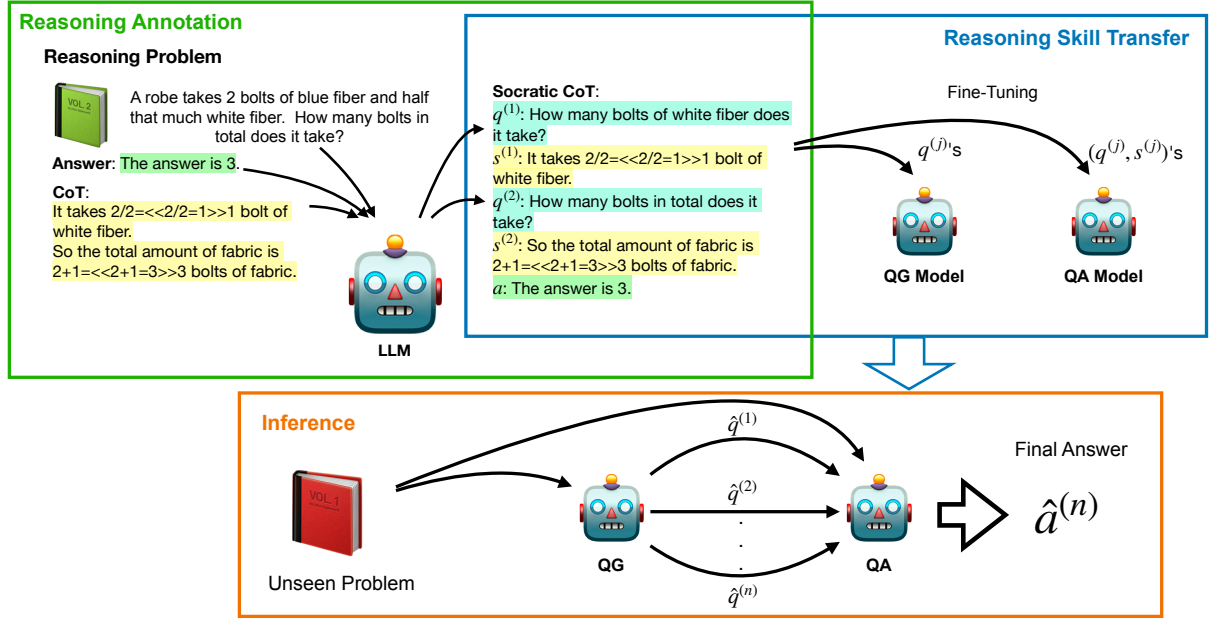 Reasoning Annotation
Reasoning Problem
VOL. 2
A robe takes 2 bolts of blue fiber and half
that much white fiber. How many bolts in
total does it take?
Answer: The answer is 3.
CoT:
It takes 2/2=<<2/2=1>>1 bolt of
white fiber.
So the total amount of fabric is
2+1=<<2+1=3>>3 bolts of fabric.
LLM
Reasoning Skill Transfer
Socratic CoT:
q⁽¹⁾: How many bolts of white fiber does
it take?
s⁽¹⁾: It takes 2/2=<<2/2=1>>1 bolt of
white fiber.
q⁽²⁾: How many bolts in total does it
take?
s⁽²⁾: So the total amount of fabric is
2+1=<<2+1=3>>3 bolts of fabric.
a: The answer is 3.
Fine-Tuning
q⁽ʲ⁾'s
(q⁽ʲ⁾, s⁽ʲ⁾)'s
QG Model
QA Model
Inference
VOL. 1
Unseen Problem
QG
q̂⁽¹⁾
q̂⁽²⁾
.
.
.
q̂⁽ⁿ⁾
QA
Final Answer
â⁽ⁿ⁾